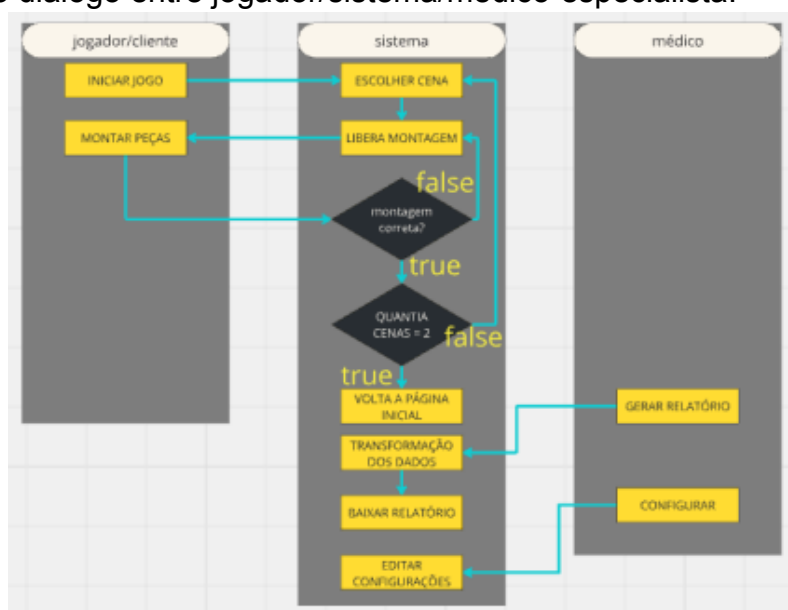 o diálogo entre jogador/sistema/médico especialista.
jogador/cliente
sistema
médico
INICIAR JOGO
ESCOLHER CENA
MONTAR PEÇAS
LIBERA MONTAGEM
false
montagem
correta?
true
QUANTIA
CENAS = 2
false
true
VOLTA A PÁGINA
INICIAL
GERAR RELATÓRIO
TRANSFORMAÇÃO
DOS DADOS
BAIXAR RELATÓRIO
CONFIGURAR
EDITAR
CONFIGURAÇÕES